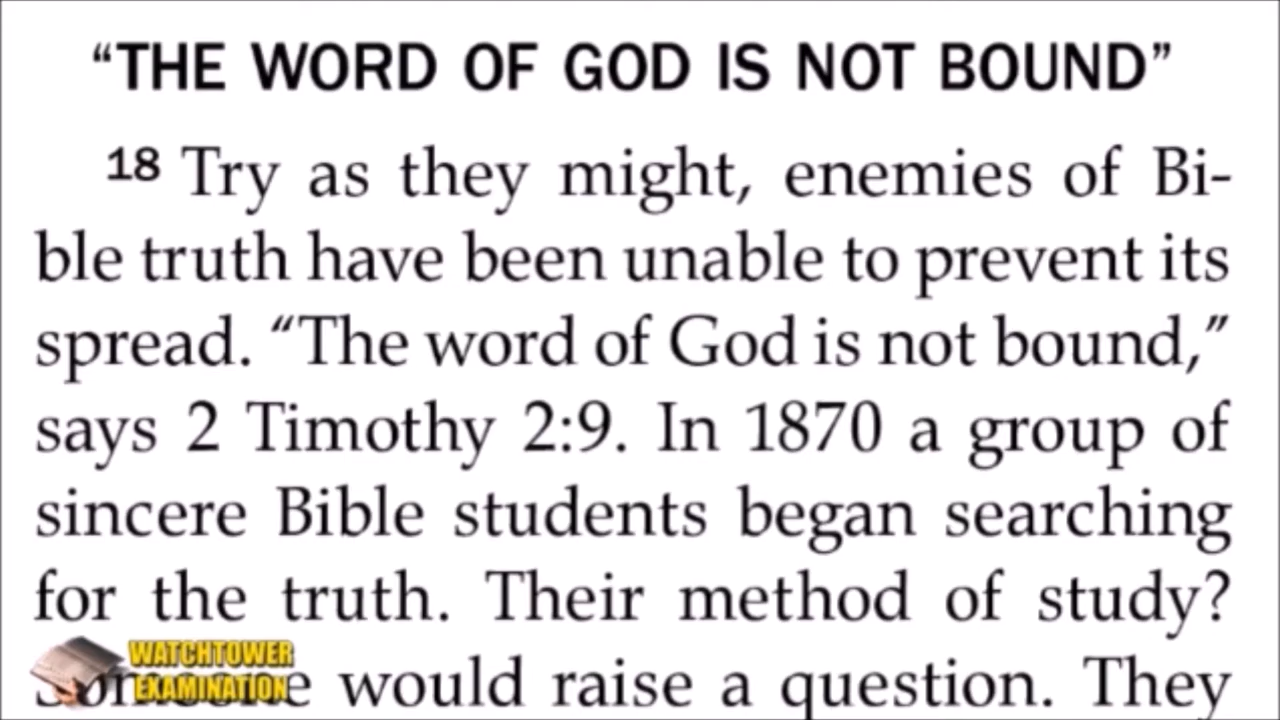 “THE WORD OF GOD IS NOT BOUND”
18 Try as they might, enemies of Bi-
ble truth have been unable to prevent its
spread. “The word of God is not bound,”
says 2 Timothy 2:9. In 1870 a group of
sincere Bible students began searching
for the truth. Their method of study?
would raise a question. They
WATCHTOWER
EXAMINATION